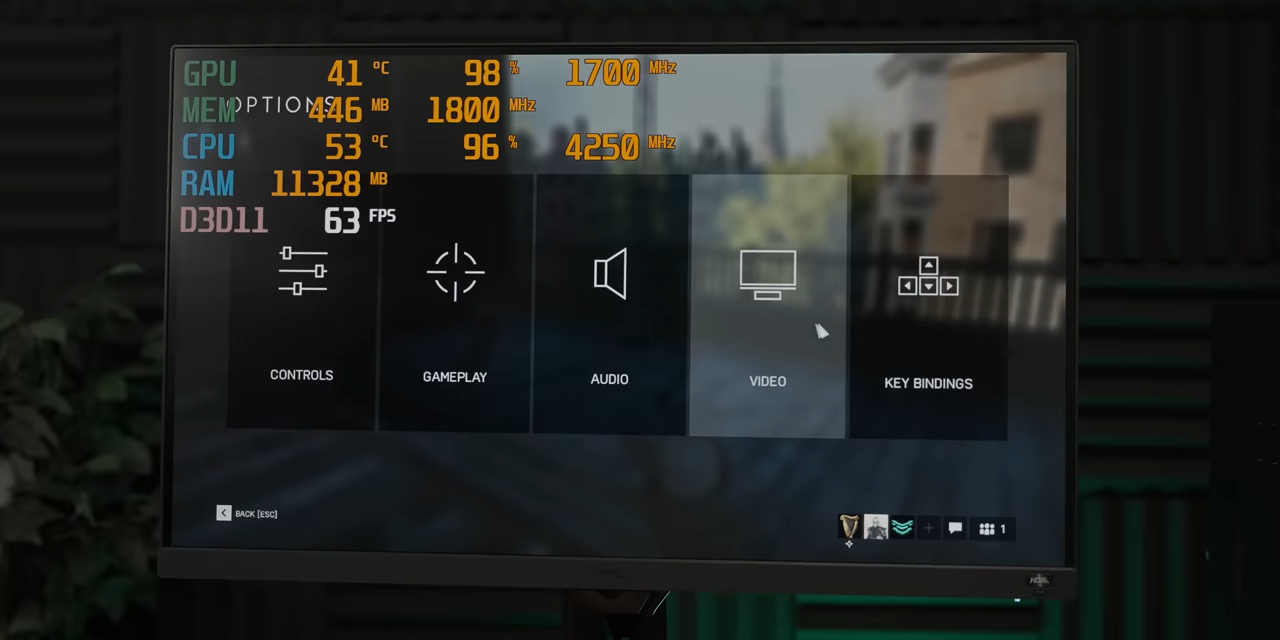 GPU 41 °C 98 % 1700 MHz
OPTIONS
MEM 446 MB 1800 MHz
CPU 53 °C 96 % 4250 MHz
RAM 11328 MB
D3D11 63 FPS
CONTROLS
GAMEPLAY
AUDIO
VIDEO
KEY BINDINGS
BACK [ESC]
1